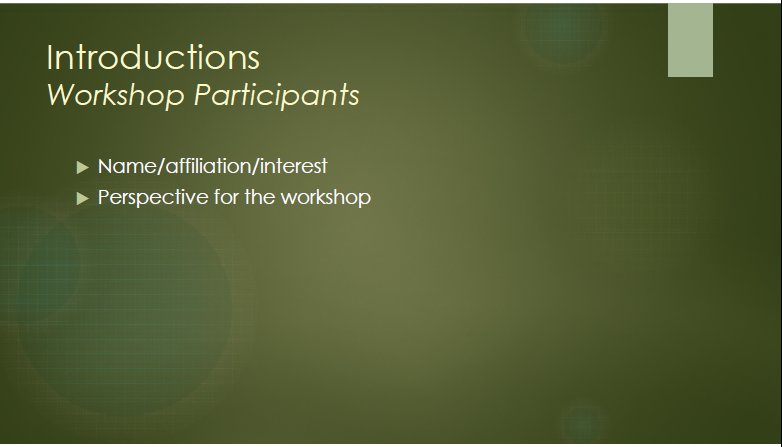 Introductions
Workshop Participants
Name/affiliation/interest
Perspective for the workshop